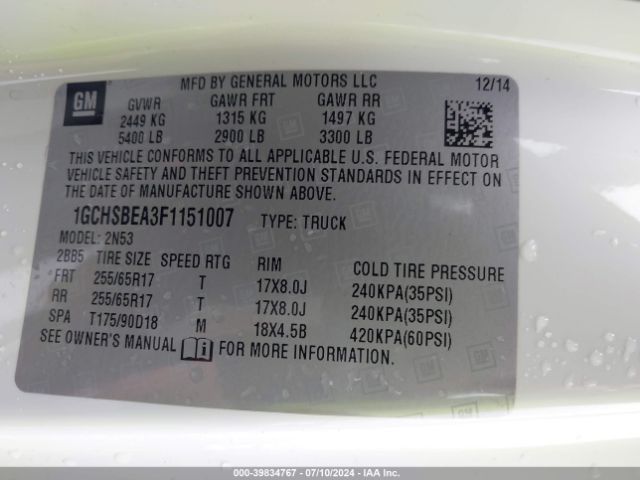 MFD BY GENERAL MOTORS LLC 12/14
GM
GVWR GAWR FRT GAWR RR
2449 KG 1315 KG 1497 KG
5400 LB 2900 LB 3300 LB
THIS VEHICLE CONFORMS TO ALL APPLICABLE U.S. FEDERAL MOTOR
VEHICLE SAFETY AND THEFT PREVENTION STANDARDS IN EFFECT ON
THE DATE OF MANUFACTURE SHOWN ABOVE.
1GCHSBEA3F1151007 TYPE: TRUCK
MODEL: 2N53
2BB5 TIRE SIZE SPEED RTG RIM COLD TIRE PRESSURE
FRT 255/65R17 T 17X8.0J 240KPA(35PSI)
RR 255/65R17 T 17X8.0J 240KPA(35PSI)
SPA T175/90D18 M 18X4.5B 420KPA(60PSI)
SEE OWNER'S MANUAL FOR MORE INFORMATION.
000-39834767 / 07/10/2024 - IAA Inc.